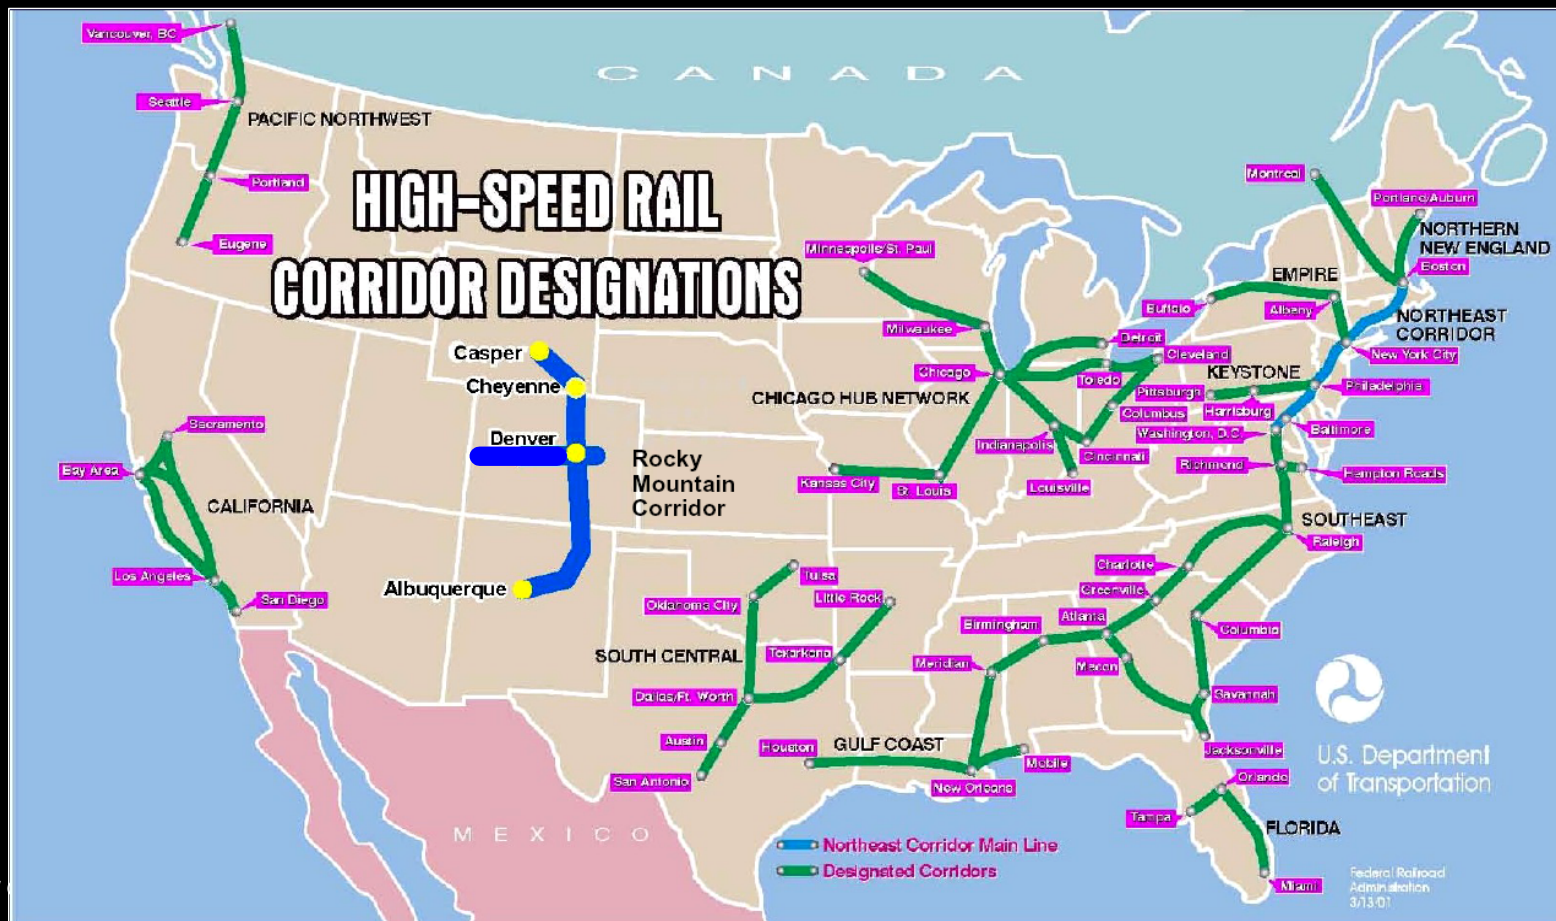 CANADA
Vancouver, BC
Seattle
PACIFIC NORTHWEST
Portland
Eugene
HIGH-SPEED RAIL
CORRIDOR DESIGNATIONS
Casper
Cheyenne
Denver
Rocky
Mountain
Corridor
Albuquerque
Sacramento
Bay Area
CALIFORNIA
Los Angeles
San Diego
Minneapolis/St. Paul
Milwaukee
Chicago
CHICAGO HUB NETWORK
Detroit
Cleveland
Toledo
Columbus
Indianapolis
Cincinnati
Kansas City
St. Louis
Louisville
Montreal
Portland/Auburn
NORTHERN
NEW ENGLAND
Boston
EMPIRE
Buffalo
Albany
NORTHEAST
CORRIDOR
New York City
KEYSTONE
Pittsburgh
Harrisburg
Philadelphia
Washington, D.C.
Baltimore
Richmond
Hampton Roads
SOUTHEAST
Raleigh
Charlotte
Greenville
Atlanta
Birmingham
Columbia
Macon
Meridian
Savannah
Jacksonville
Tulsa
Oklahoma City
Little Rock
SOUTH CENTRAL
Texarkana
Dallas/Ft. Worth
Austin
San Antonio
Houston
GULF COAST
Mobile
New Orleans
Orlando
Tampa
FLORIDA
Miami
MEXICO
U.S. Department
of Transportation
Northeast Corridor Main Line
Designated Corridors
Federal Railroad
Administration
3/13/01